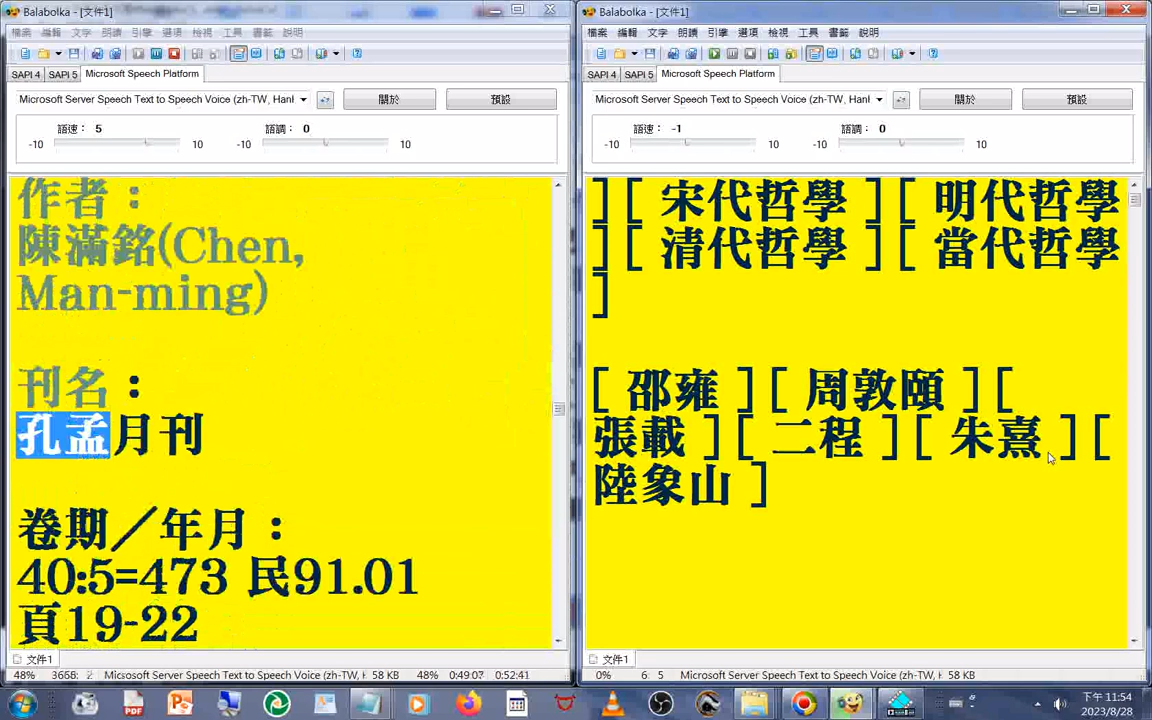 Balabolka - [文件1]
檔案 編輯 文字 朗讀 引擎 選項 檢視 工具 書籤 說明
SAPI 4 SAPI 5 Microsoft Speech Platform
Microsoft Server Speech Text to Speech Voice (zh-TW, Hanl
關於
預設
語速： 5
語調： 0
-10 10 -10 10
作者：
陳滿銘(Chen,
Man-ming)
刊名：
孔孟月刊
卷期／年月：
40:5=473 民91.01
頁19-22
文件1
48% 3668: 2 Microsoft Server Speech Text to Speech Voice (zh-TW, H 58 KB 48% 0:49:07 0:52:41
Balabolka - [文件1]
檔案 編輯 文字 朗讀 引擎 選項 檢視 工具 書籤 說明
SAPI 4 SAPI 5 Microsoft Speech Platform
Microsoft Server Speech Text to Speech Voice (zh-TW, Hanl
關於
預設
語速： -1
語調： 0
-10 10 -10 10
][ 宋代哲學 ][ 明代哲學
][ 清代哲學 ][ 當代哲學
]
[ 邵雍 ][ 周敦頤 ][
張載 ][ 二程 ][ 朱熹 ][
陸象山 ]
文件1
0% 6: 5 Microsoft Server Speech Text to Speech Voice (zh-TW, H 58 KB
PDF
下午 11:54
2023/8/28